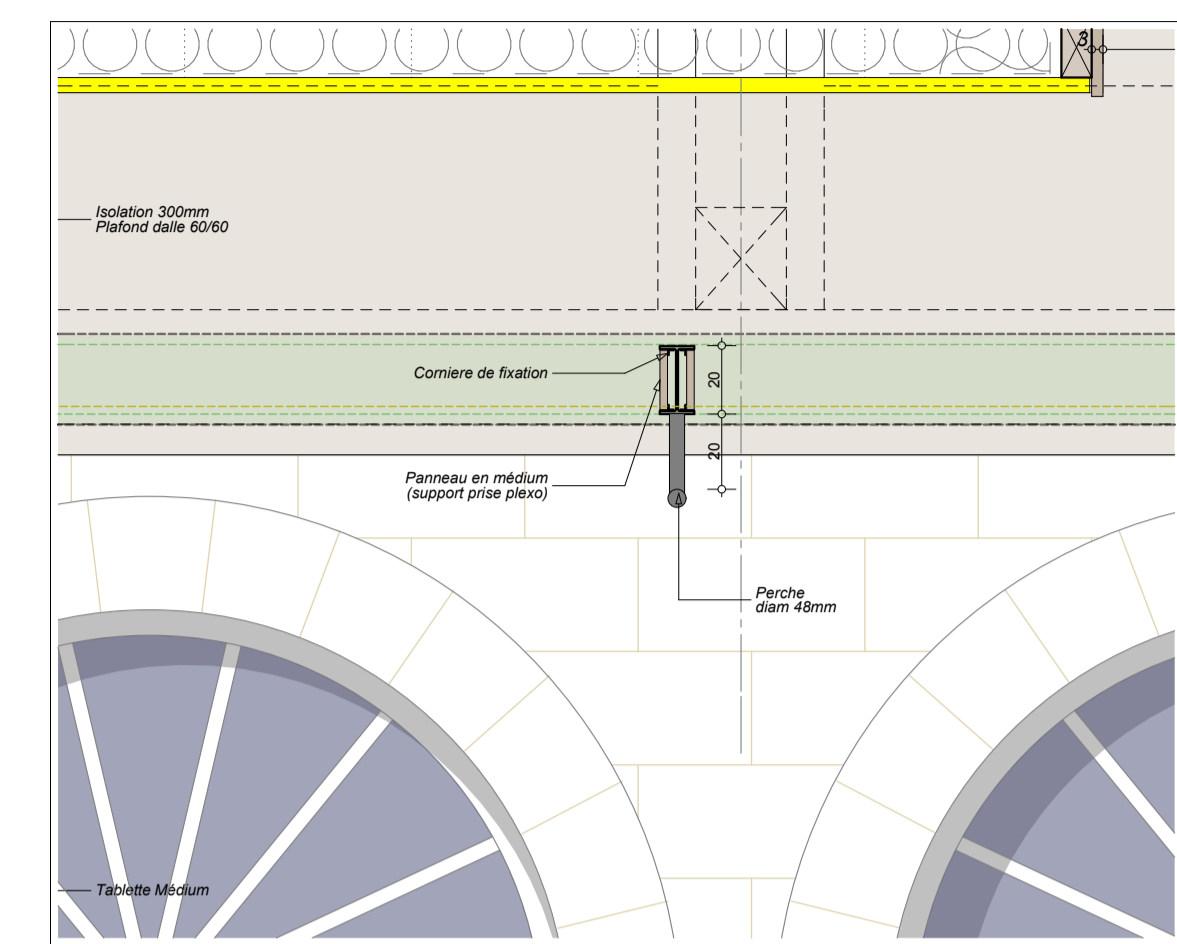 3
Isolation 300mm
Plafond dalle 60/60
Corniere de fixation
20
20
Panneau en médium
(support prise plexo)
Perche
diam 48mm
Tablette Médium